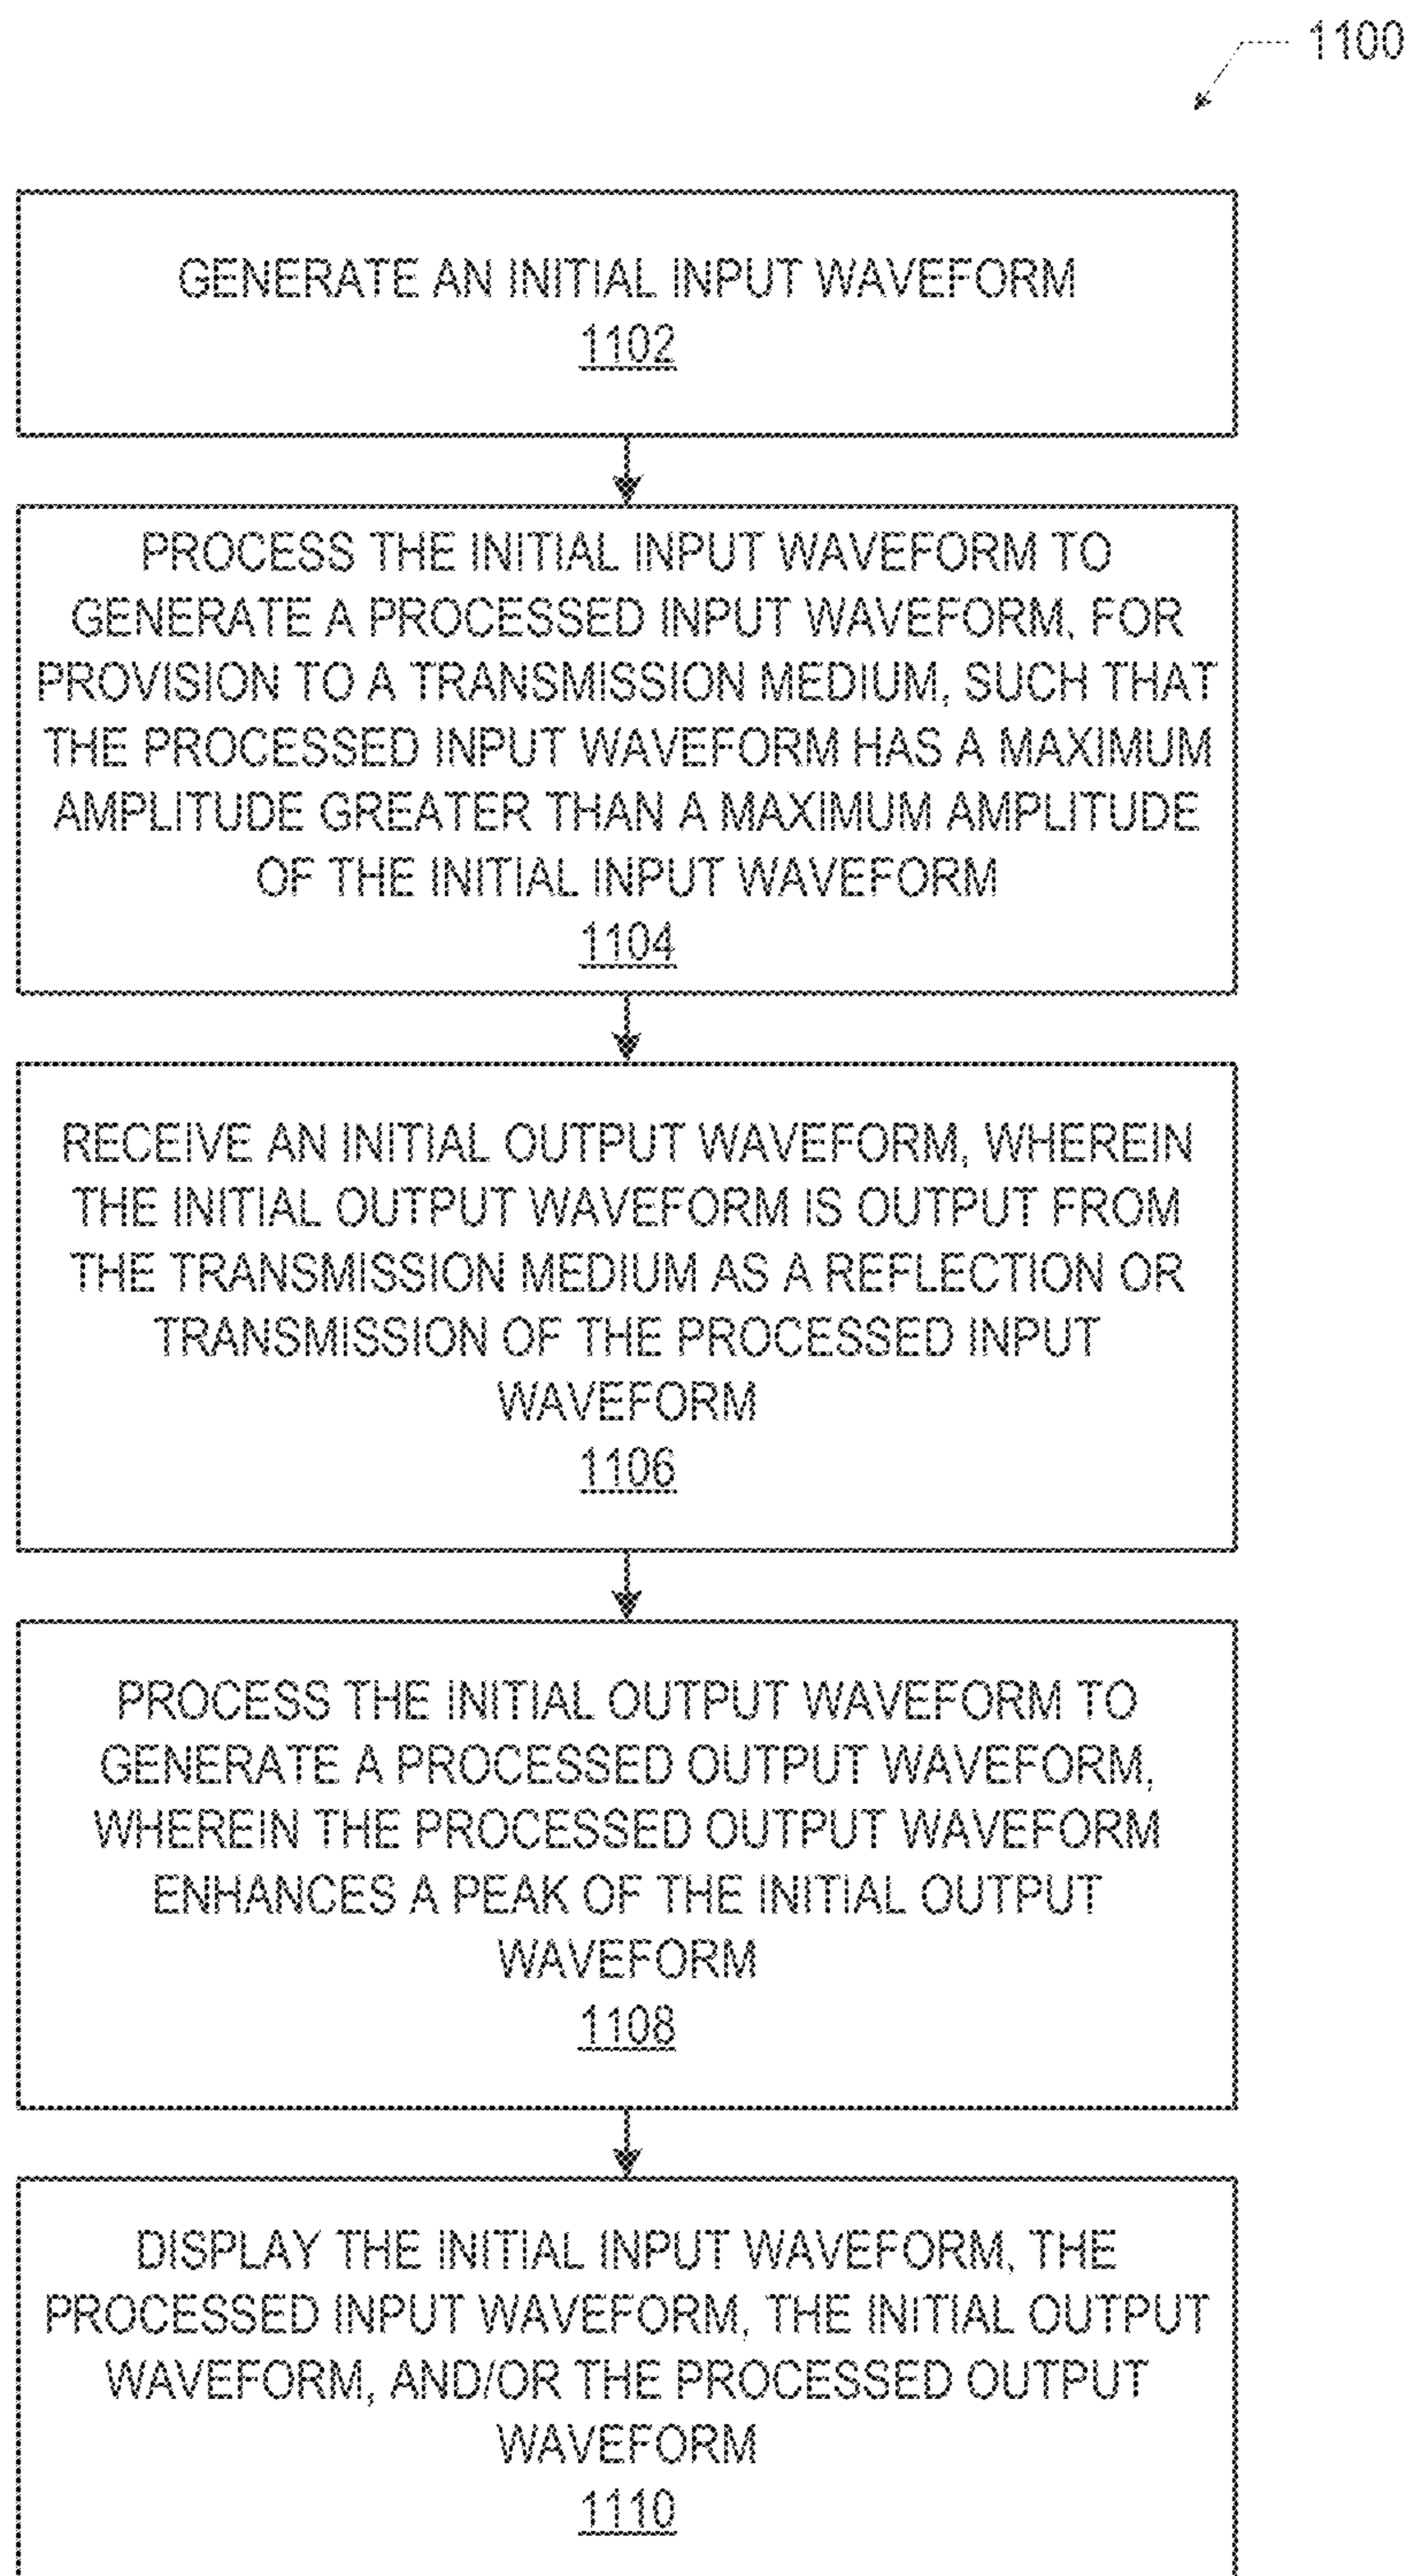 1100
GENERATE AN INITIAL INPUT WAVEFORM
1102
PROCESS THE INITIAL INPUT WAVEFORM TO
GENERATE A PROCESSED INPUT WAVEFORM, FOR
PROVISION TO A TRANSMISSION MEDIUM, SUCH THAT
THE PROCESSED INPUT WAVEFORM HAS A MAXIMUM
AMPLITUDE GREATER THAN A MAXIMUM AMPLITUDE
OF THE INITIAL INPUT WAVEFORM
1104
RECEIVE AN INITIAL OUTPUT WAVEFORM, WHEREIN
THE INITIAL OUTPUT WAVEFORM IS OUTPUT FROM
THE TRANSMISSION MEDIUM AS A REFLECTION OR
TRANSMISSION OF THE PROCESSED INPUT
WAVEFORM
1106
PROCESS THE INITIAL OUTPUT WAVEFORM TO
GENERATE A PROCESSED OUTPUT WAVEFORM,
WHEREIN THE PROCESSED OUTPUT WAVEFORM
ENHANCES A PEAK OF THE INITIAL OUTPUT
WAVEFORM
1108
DISPLAY THE INITIAL INPUT WAVEFORM, THE
PROCESSED INPUT WAVEFORM, THE INITIAL OUTPUT
WAVEFORM, AND/OR THE PROCESSED OUTPUT
WAVEFORM
1110